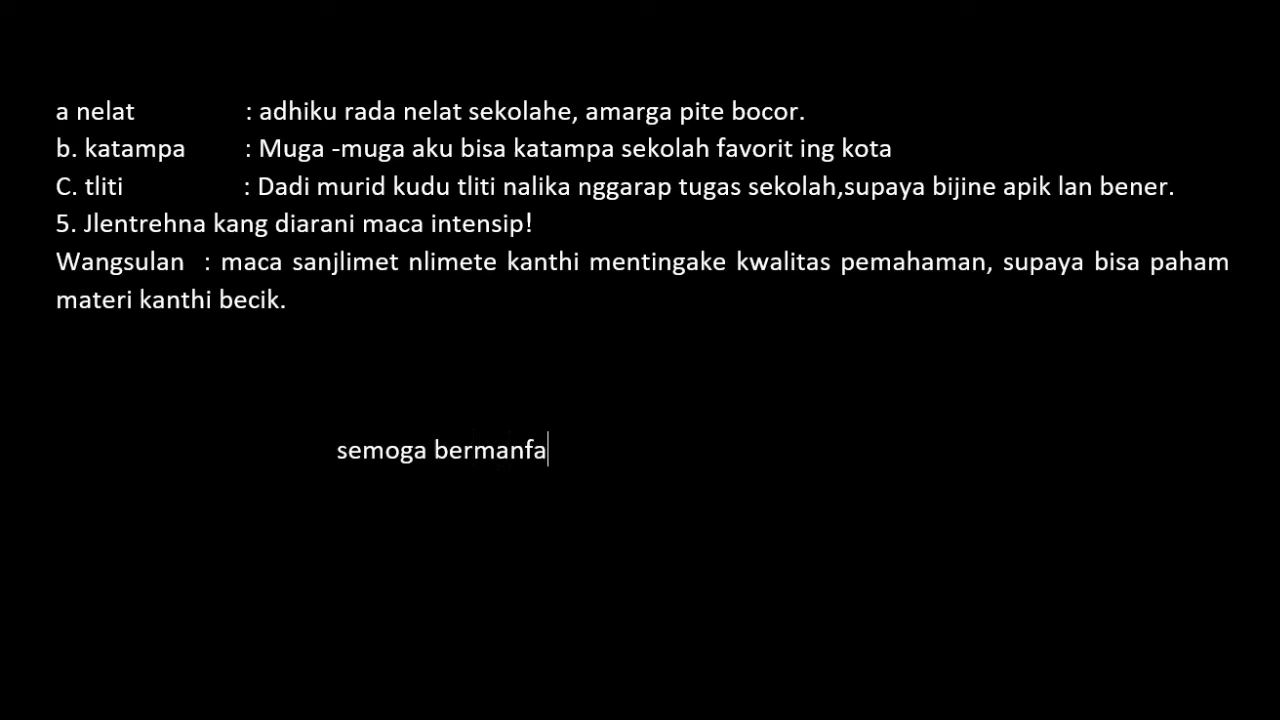 a nelat : adhiku rada nelat sekolahe, amarga pite bocor.
b. katampa : Muga -muga aku bisa katampa sekolah favorit ing kota
C. tliti : Dadi murid kudu tliti nalika nggarap tugas sekolah,supaya bijine apik lan bener.
5. Jlentrehna kang diarani maca intensip!
Wangsulan : maca sanjlimet nlimete kanthi mentingake kwalitas pemahaman, supaya bisa paham
materi kanthi becik.
semoga bermanfa